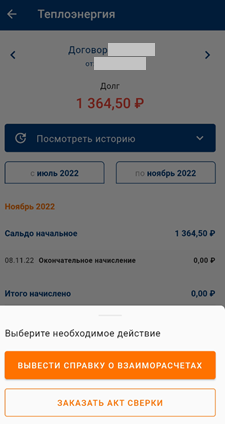 Теплоэнергия
Договор
от
Долг
1 364,50 ₽
Посмотреть историю
с июль 2022 по ноябрь 2022
Ноябрь 2022
Сальдо начальное 1 364,50 ₽
08.11.22 Окончательное начисление 0,00 ₽
Итого начислено 0,00 ₽
Выберите необходимое действие
ВЫВЕСТИ СПРАВКУ О ВЗАИМОРАСЧЕТАХ
ЗАКАЗАТЬ АКТ СВЕРКИ